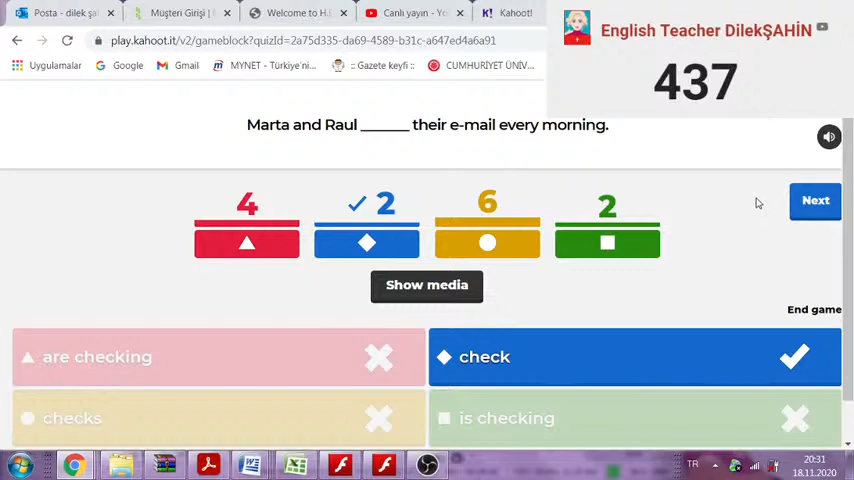 Posta - dilek şal
Müşteri Girişi |
Welcome to H.I
Canlı yayın - Yo
Kahoot!
play.kahoot.it/v2/gameblock?quizId=2a75d335-da69-4589-b31c-a647ed4a6a91
Uygulamalar
Google
Gmail
MYNET - Türkiye'ni...
:: Gazete keyfi ::
CUMHURİYET ÜNİV...
English Teacher DilekŞAHİN
437
Marta and Raul ______ their e-mail every morning.
4
2
6
2
Next
Show media
End game
are checking
check
checks
is checking
TR
20:31
18.11.2020